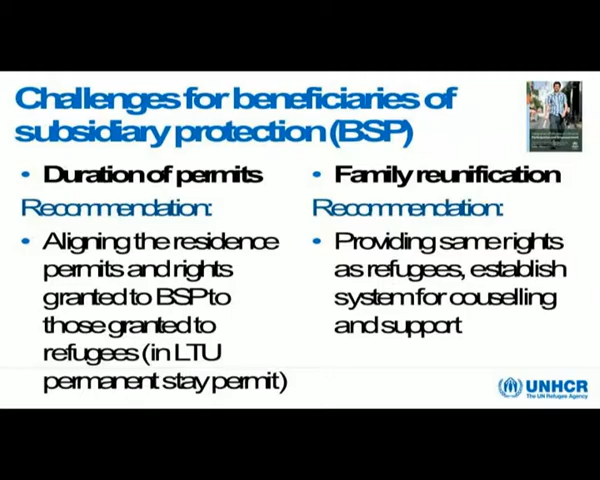 Challenges for beneficiaries of
subsidiary protection (BSP)
• Duration of permits
Recommendation:
• Aligning the residence
permits and rights
granted to BSP to
those granted to
refugees (in LTU
permanent stay permit)
• Family reunification
Recommendation:
• Providing same rights
as refugees, establish
system for couselling
and support
UNHCR
The UN Refugee Agency